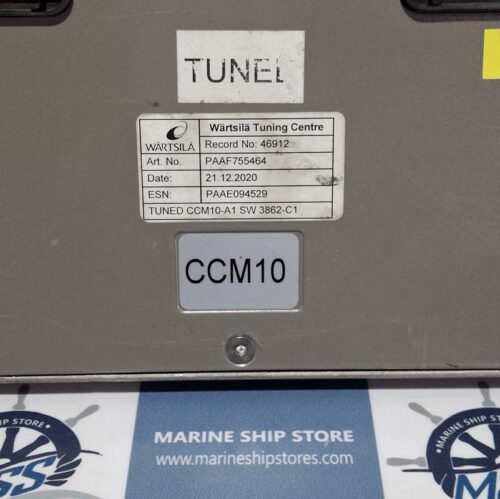 TUNED
Wärtsilä Tuning Centre
WÄRTSILÄ
Record No: 46912
Art. No. PAAF755464
Date: 21.12.2020
ESN: PAAE094529
TUNED CCM10-A1 SW 3862-C1
CCM10
MARINE SHIP STORE
www.marineshipstores.com
SS